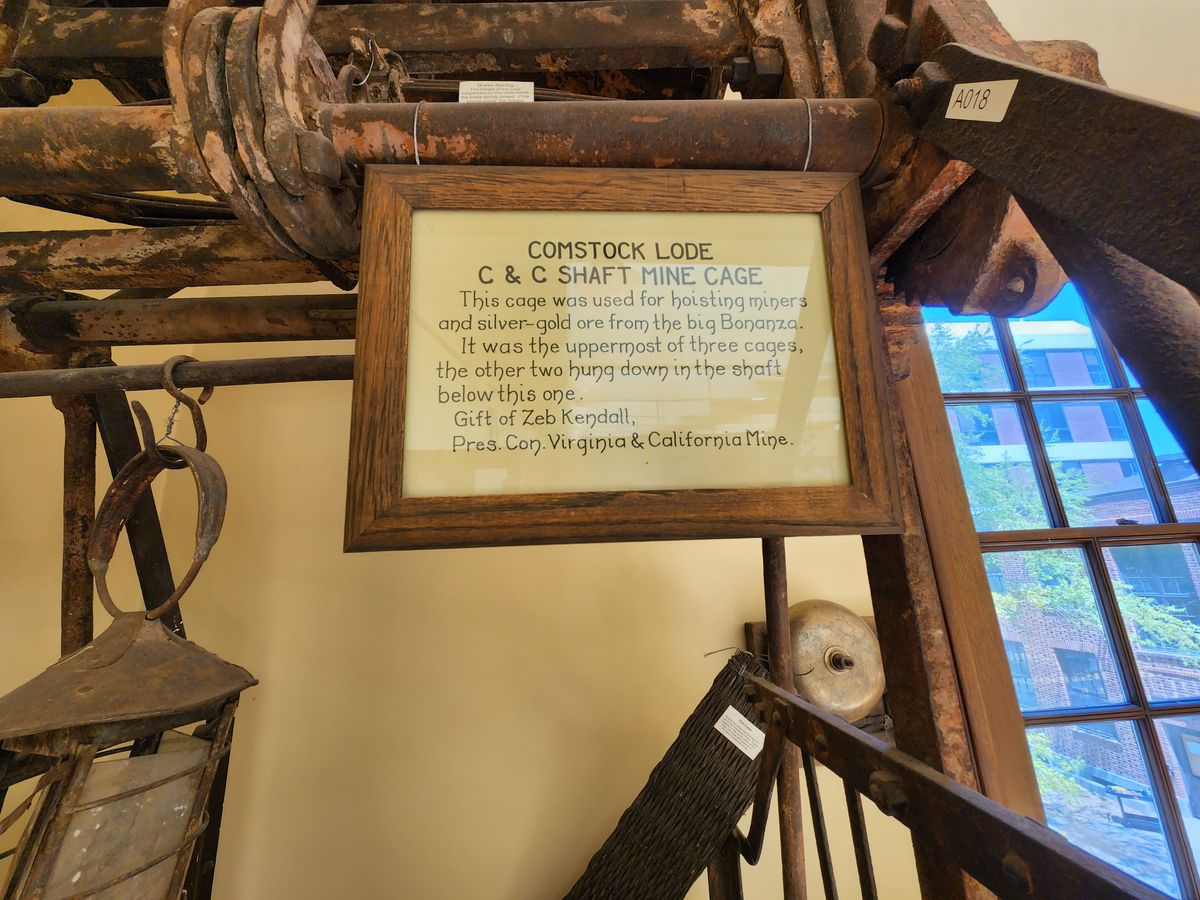 Brake Spring
A018
COMSTOCK LODE
C & C SHAFT MINE CAGE
This cage was used for hoisting miners
and silver-gold ore from the big Bonanza.
It was the uppermost of three cages,
the other two hung down in the shaft
below this one.
Gift of Zeb Kendall,
Pres. Con. Virginia & California Mine.